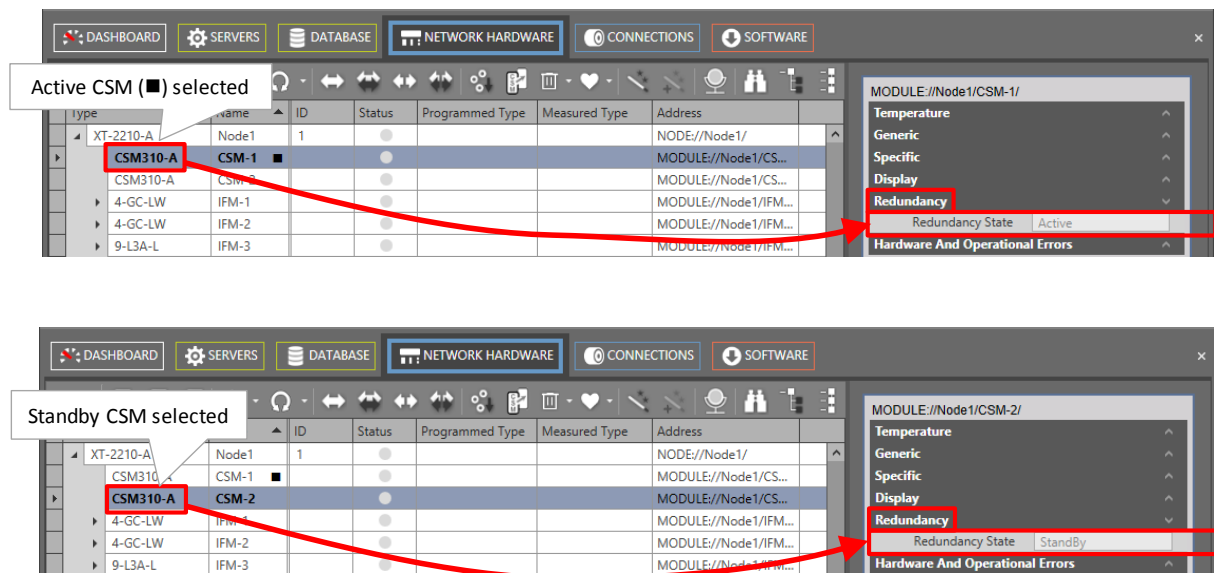 DASHBOARD SERVERS DATABASE NETWORK HARDWARE CONNECTIONS SOFTWARE ×
Active CSM (■) selected
MODULE://Node1/CSM-1/
Type Name ID Status Programmed Type Measured Type Address
Temperature
XT-2210-A Node1 1 NODE://Node1/
Generic
CSM310-A CSM-1 ■ MODULE://Node1/CS...
Specific
CSM310-A CSM-2 MODULE://Node1/CS...
Display
4-GC-LW IFM-1 MODULE://Node1/IFM...
Redundancy
4-GC-LW IFM-2 MODULE://Node1/IFM...
Redundancy State Active
9-L3A-L IFM-3 MODULE://Node1/IFM...
Hardware And Operational Errors
DASHBOARD SERVERS DATABASE NETWORK HARDWARE CONNECTIONS SOFTWARE ×
Standby CSM selected
MODULE://Node1/CSM-2/
ID Status Programmed Type Measured Type Address
Temperature
XT-2210-A Node1 1 NODE://Node1/
Generic
CSM310-A CSM-1 ■ MODULE://Node1/CS...
Specific
CSM310-A CSM-2 MODULE://Node1/CS...
Display
4-GC-LW IFM-1 MODULE://Node1/IFM...
Redundancy
4-GC-LW IFM-2 MODULE://Node1/IFM...
Redundancy State StandBy
9-L3A-L IFM-3 MODULE://Node1/IFM...
Hardware And Operational Errors